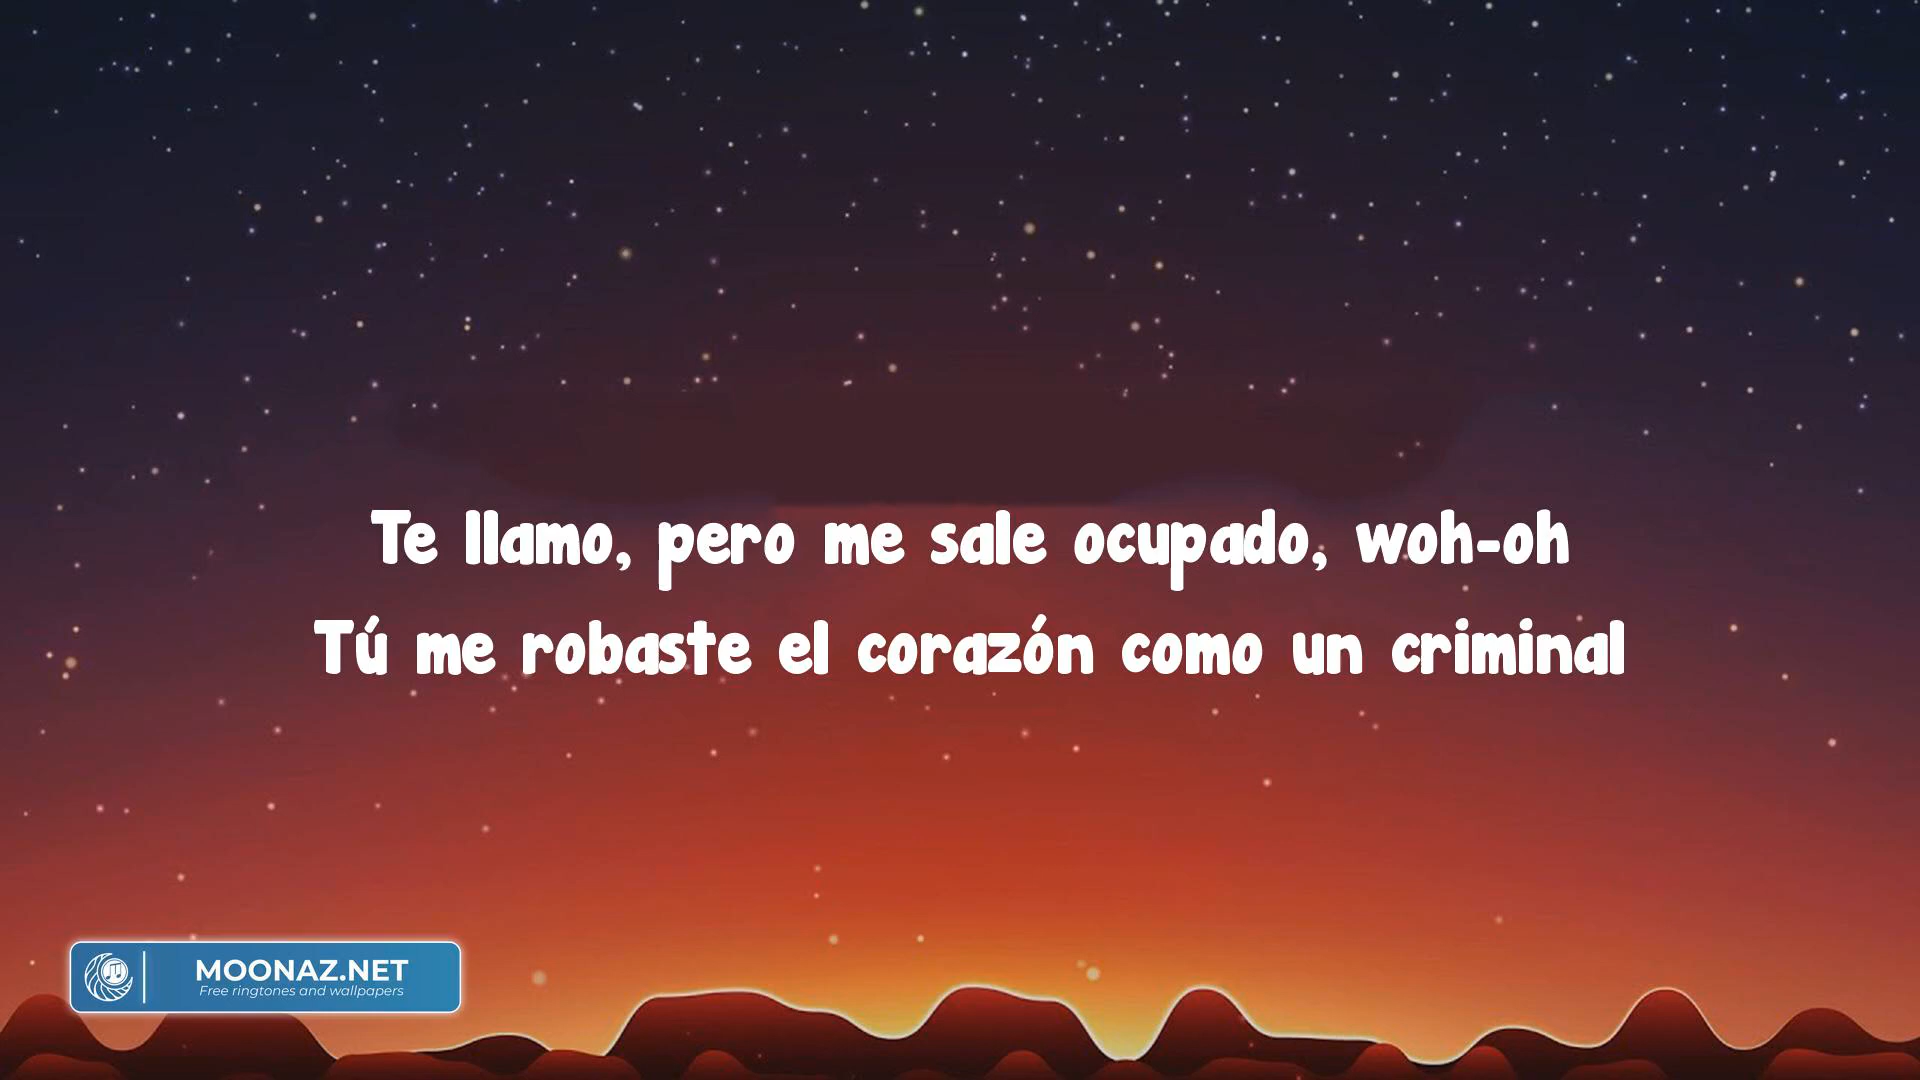 Te llamo, pero me sale ocupado, woh-oh
Tú me robaste el corazón como un criminal
MOONAZ.NET
Free ringtones and wallpapers